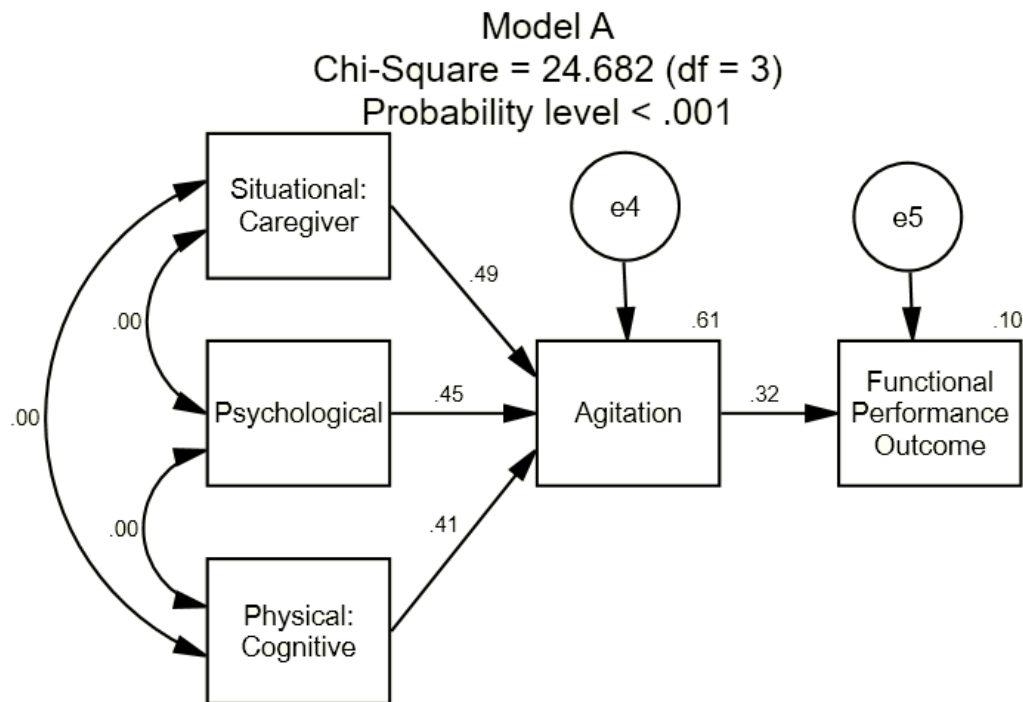 Model A
Chi-Square = 24.682 (df = 3)
Probability level < .001
Situational:
Caregiver
e4
e5
.49
.00
.61
.10
Psychological
.45
Agitation
.32
Functional
Performance
Outcome
.00
.00
.41
Physical:
Cognitive